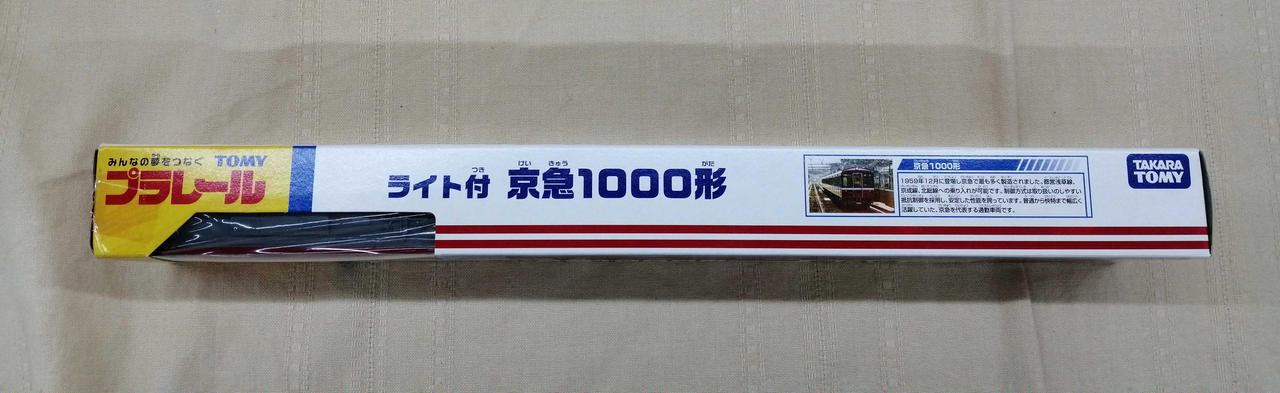 みんなの夢をつなぐ TOMY
プラレール
ライト付 京急1000形
つき けい きゅう がた
京急1000形
1959年12月に登場し京急で最も多く製造されました。都営浅草線、
京成線、北総線への乗り入れが可能です。制御方式は取り扱いのしやすい
抵抗制御を採用し、安定した性能を誇っています。普通から快特まで幅広く
活躍していた、京急を代表する通勤車両です。
TAKARA
TOMY